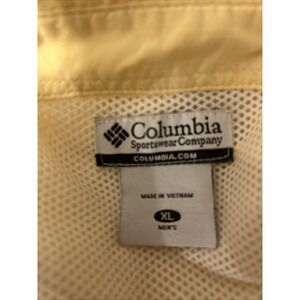 Columbia
Sportswear Company
COLUMBIA.COM
MADE IN VIETNAM
XL
MEN'S